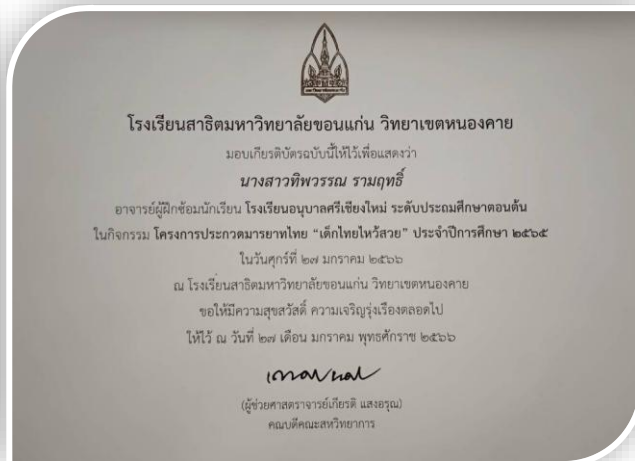 โรงเรียนสาธิตมหาวิทยาลัยขอนแก่น วิทยาเขตหนองคาย
มอบเกียรติบัตรฉบับนี้ให้ไว้เพื่อแสดงว่า
นางสาวทิพวรรณ รามฤทธิ์
อาจารย์ผู้ฝึกซ้อมนักเรียน โรงเรียนอนุบาลศรีเชียงใหม่ ระดับประถมศึกษาตอนต้น
ในกิจกรรม โครงการประกวดมารยาทไทย “เด็กไทยไหว้สวย” ประจำปีการศึกษา ๒๕๖๕
ในวันศุกร์ที่ ๒๗ มกราคม ๒๕๖๖
ณ โรงเรียนสาธิตมหาวิทยาลัยขอนแก่น วิทยาเขตหนองคาย
ขอให้มีความสุขสวัสดิ์ ความเจริญรุ่งเรืองตลอดไป
ให้ไว้ ณ วันที่ ๒๗ เดือน มกราคม พุทธศักราช ๒๕๖๖
(ผู้ช่วยศาสตราจารย์เกียรติ แสงอรุณ)
คณบดีคณะสหวิทยาการ